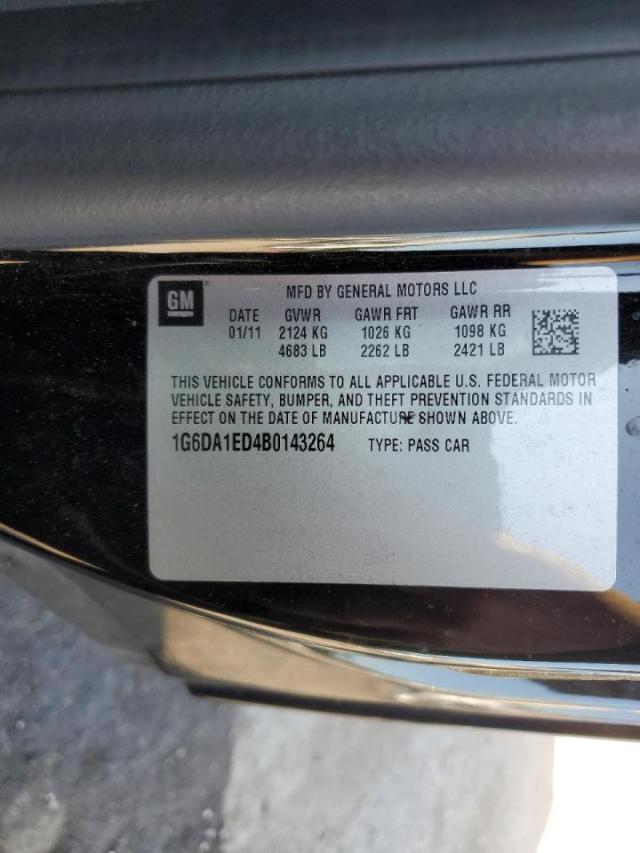 GM
MFD BY GENERAL MOTORS LLC
DATE GVWR GAWR FRT GAWR RR
01/11 2124 KG 1026 KG 1098 KG
4683 LB 2262 LB 2421 LB
THIS VEHICLE CONFORMS TO ALL APPLICABLE U.S. FEDERAL MOTOR
VEHICLE SAFETY, BUMPER, AND THEFT PREVENTION STANDARDS IN
EFFECT ON THE DATE OF MANUFACTURE SHOWN ABOVE.
1G6DA1ED4B0143264 TYPE: PASS CAR